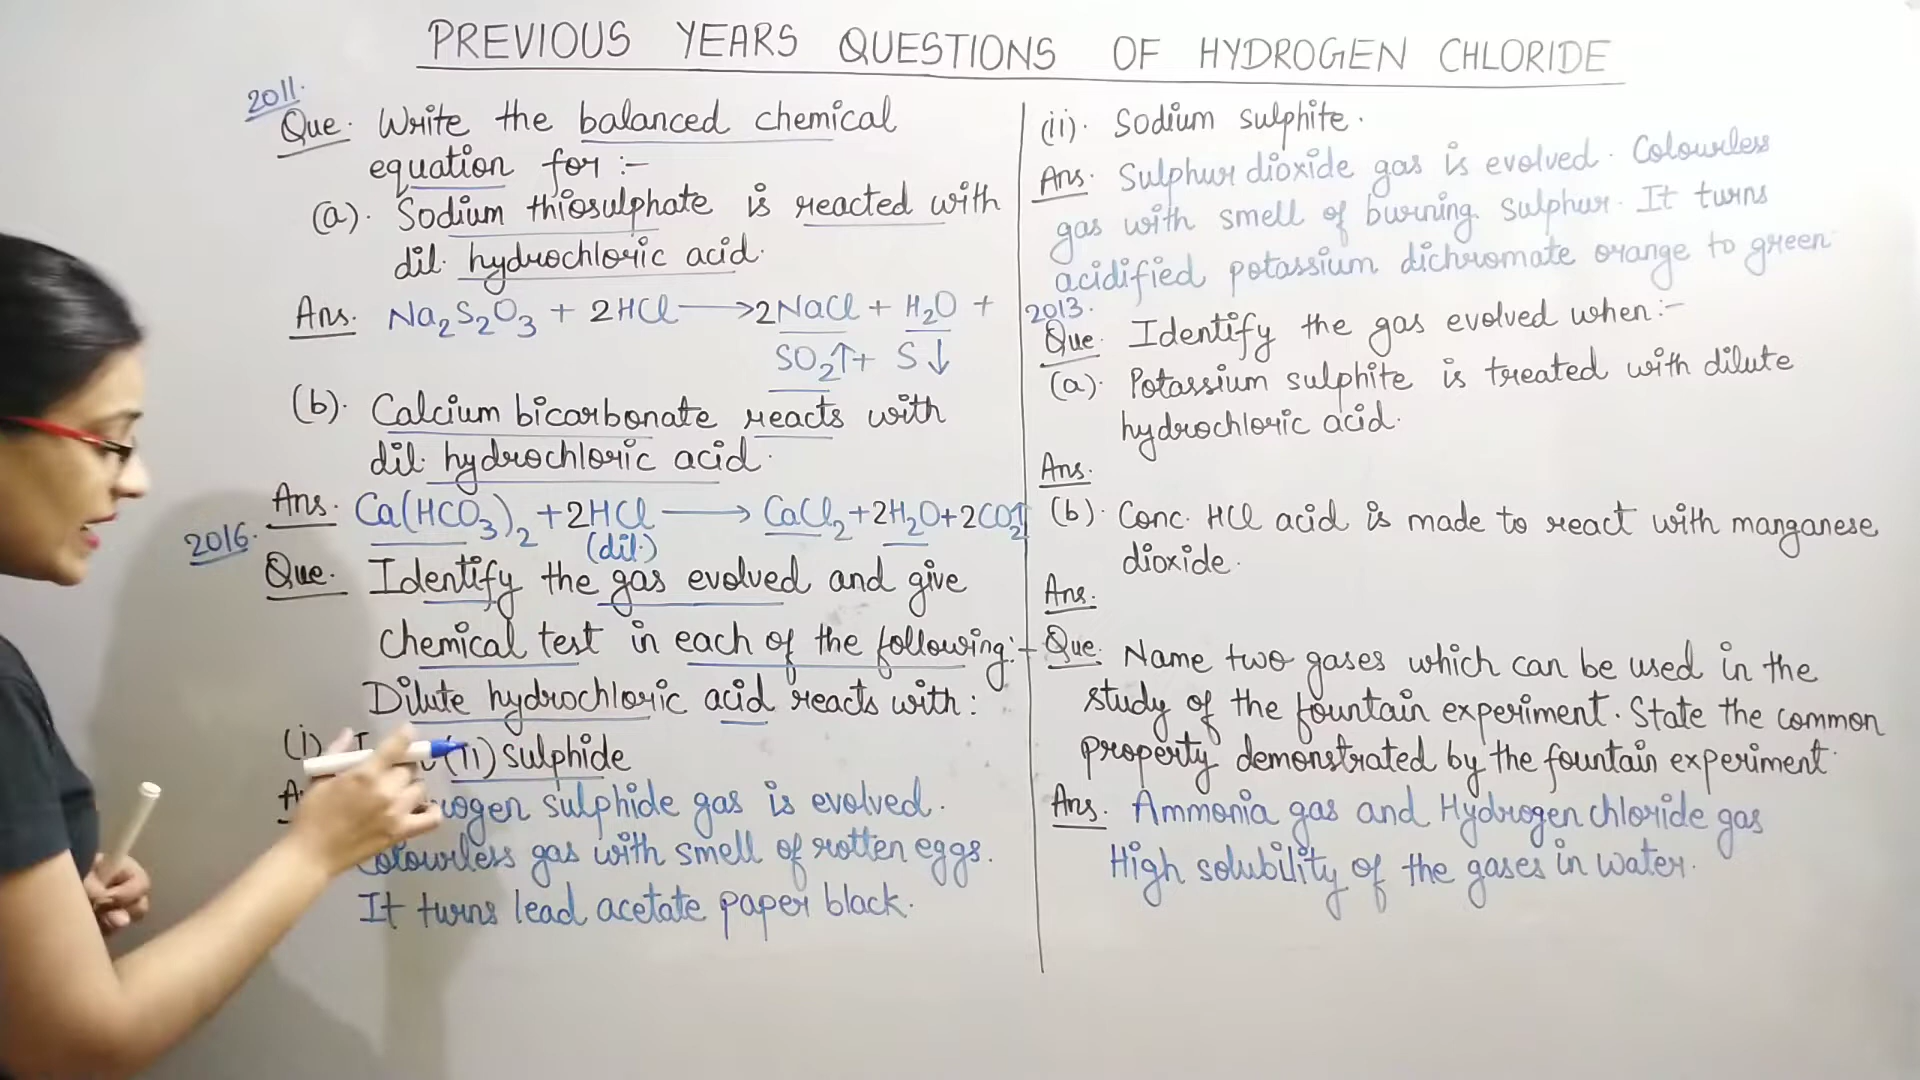 PREVIOUS YEARS QUESTIONS OF HYDROGEN CHLORIDE
2011.
Que. Write the balanced chemical
equation for :-
(a). Sodium thiosulphate is reacted with
dil. hydrochloric acid.
Ans. Na2S2O3 + 2HCl ⟶ 2NaCl + H2O +
SO2↑ + S↓
(b). Calcium bicarbonate reacts with
dil. hydrochloric acid.
Ans. Ca(HCO3)2 + 2HCl ⟶ CaCl2 + 2H2O + 2CO2↑
(dil.)
2016.
Que. Identify the gas evolved and give
chemical test in each of the following:-
Dilute hydrochloric acid reacts with:
(i) (II) sulphide
sulphide gas is evolved.
Colourless gas with smell of rotten eggs.
It turns lead acetate paper black.
(ii). Sodium sulphite.
Ans. Sulphur dioxide gas is evolved. Colourless
gas with smell of burning sulphur. It turns
acidified potassium dichromate orange to green.
2013.
Que. Identify the gas evolved when:-
(a). Potassium sulphite is treated with dilute
hydrochloric acid.
Ans.
(b). Conc. HCl acid is made to react with manganese
dioxide.
Ans.
Que. Name two gases which can be used in the
study of the fountain experiment. State the common
property demonstrated by the fountain experiment.
Ans. Ammonia gas and Hydrogen chloride gas
High solubility of the gases in water.